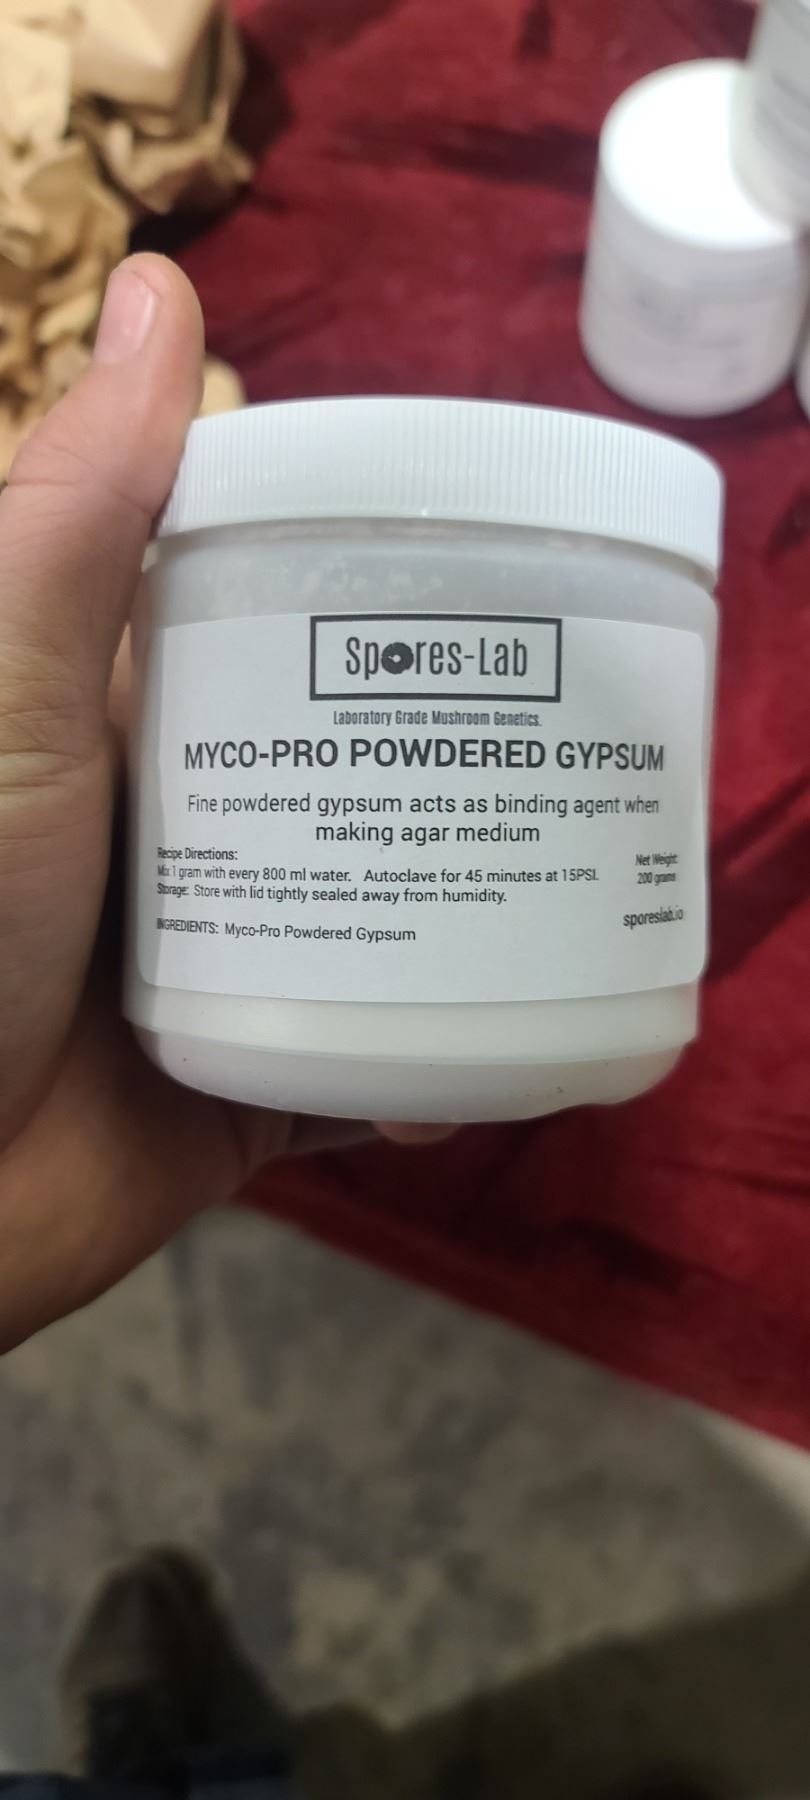 Spores-Lab
Laboratory Grade Mushroom Genetics.
MYCO-PRO POWDERED GYPSUM
Fine powdered gypsum acts as binding agent when
making agar medium
Recipe Directions:
Mix 1 gram with every 800 ml water. Autoclave for 45 minutes at 15PSI.
Storage: Store with lid tightly sealed away from humidity.
Net Weight
200 grams
INGREDIENTS: Myco-Pro Powdered Gypsum
sporeslab.io